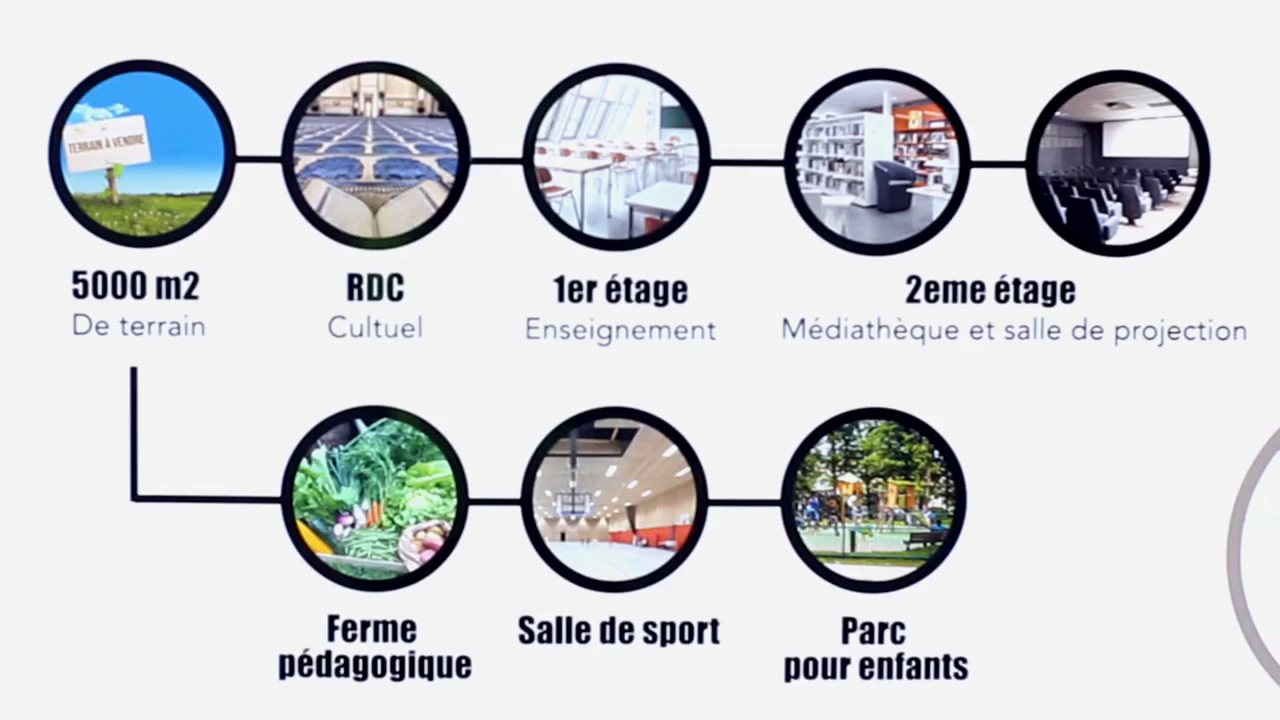 TERRAIN À VENDRE
5000 m2
De terrain
RDC
Cultuel
1er étage
Enseignement
2eme étage
Médiathèque et salle de projection
Ferme
pédagogique
Salle de sport
Parc
pour enfants